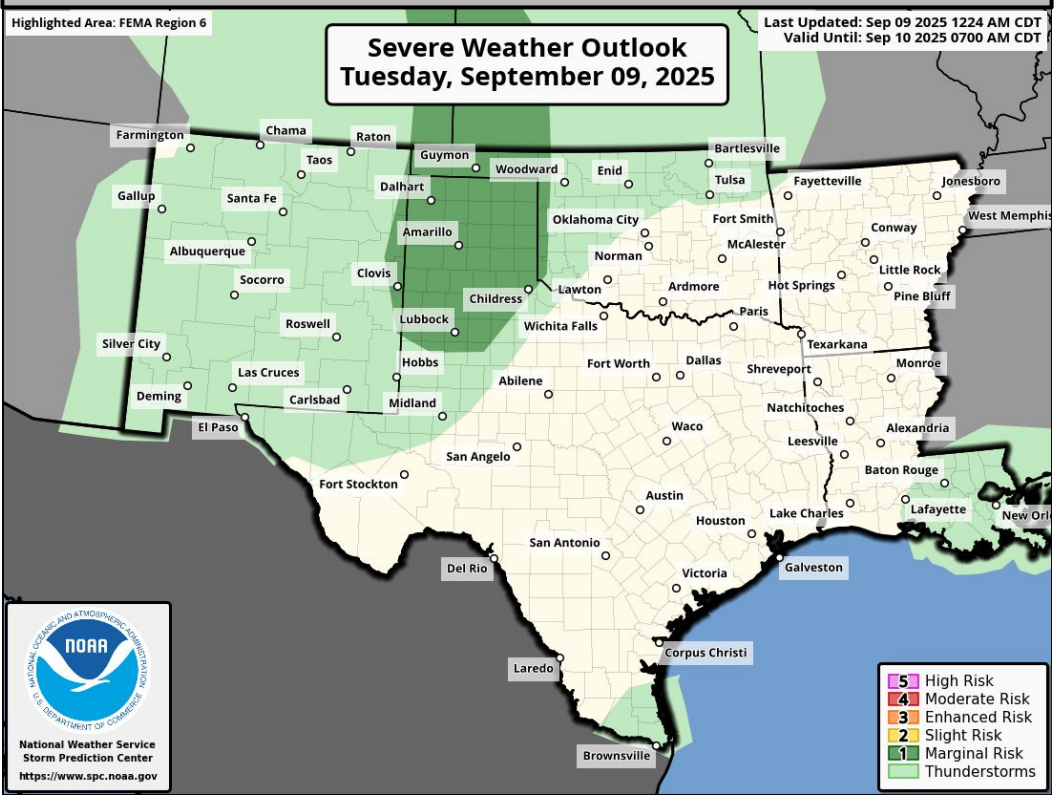 Highlighted Area: FEMA Region 6
Last Updated: Sep 09 2025 1224 AM CDT
Valid Until: Sep 10 2025 0700 AM CDT
Severe Weather Outlook
Tuesday, September 09, 2025
Farmington
Chama
Raton
Taos
Guymon
Woodward
Enid
Bartlesville
Tulsa
Fayetteville
Jonesboro
Gallup
Santa Fe
Dalhart
Oklahoma City
Fort Smith
West Memphis
Albuquerque
Amarillo
Norman
McAlester
Conway
Little Rock
Socorro
Clovis
Childress
Lawton
Ardmore
Hot Springs
Pine Bluff
Roswell
Lubbock
Wichita Falls
Paris
Texarkana
Silver City
Las Cruces
Hobbs
Fort Worth
Dallas
Shreveport
Monroe
Deming
Carlsbad
Midland
Abilene
Natchitoches
El Paso
Waco
Leesville
Alexandria
San Angelo
Baton Rouge
Fort Stockton
Austin
Houston
Lake Charles
Lafayette
New Orl
San Antonio
Del Rio
Galveston
Victoria
Corpus Christi
Laredo
Brownsville
NATIONAL OCEANIC AND ATMOSPHERIC ADMINISTRATION
NOAA
U.S. DEPARTMENT OF COMMERCE
National Weather Service
Storm Prediction Center
https://www.spc.noaa.gov
5 High Risk
4 Moderate Risk
3 Enhanced Risk
2 Slight Risk
1 Marginal Risk
Thunderstorms